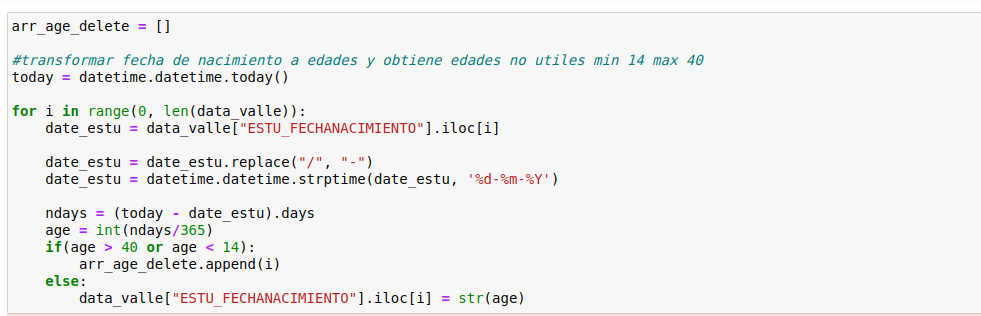 arr_age_delete = []
#transformar fecha de nacimiento a edades y obtiene edades no utiles min 14 max 40
today = datetime.datetime.today()
for i in range(0, len(data_valle)):
    date_estu = data_valle["ESTU_FECHANACIMIENTO"].iloc[i]
    date_estu = date_estu.replace("/", "-")
    date_estu = datetime.datetime.strptime(date_estu, '%d-%m-%Y')
    ndays = (today - date_estu).days
    age = int(ndays/365)
    if(age > 40 or age < 14):
        arr_age_delete.append(i)
    else:
        data_valle["ESTU_FECHANACIMIENTO"].iloc[i] = str(age)